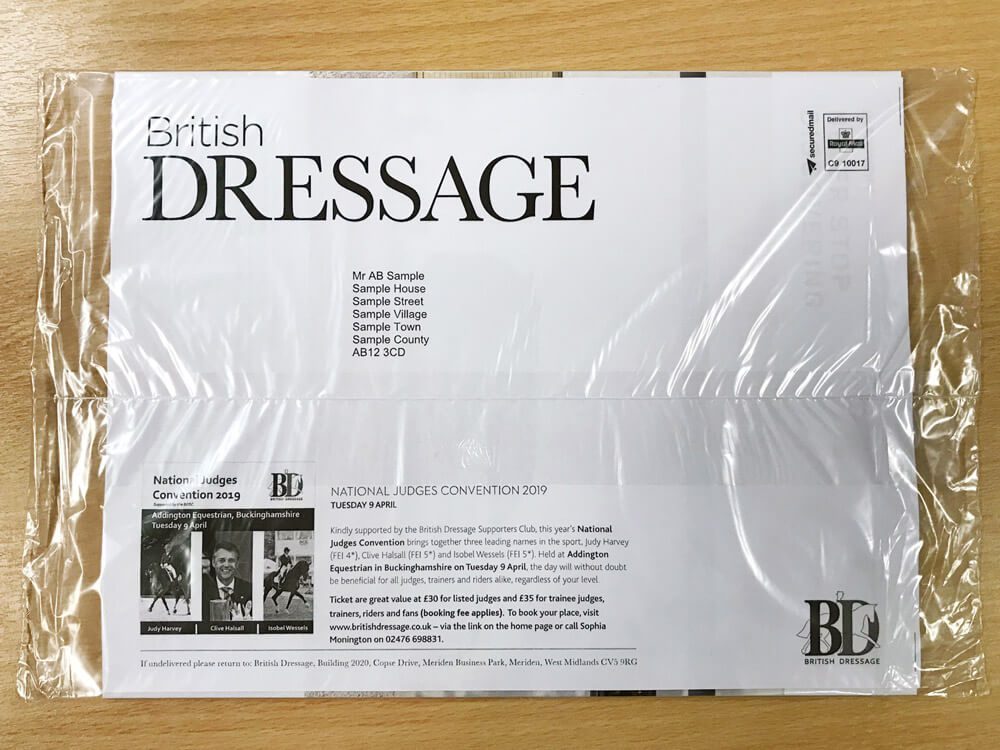 British
DRESSAGE
securedmail
Delivered by
Royal Mail
C9 10017
Mr AB Sample
Sample House
Sample Street
Sample Village
Sample Town
Sample County
AB12 3CD
National Judges
Convention 2019
BD
BRITISH DRESSAGE
Addington Equestrian, Buckinghamshire
Tuesday 9 April
Judy Harvey
Clive Halsall
Isobel Wessels
NATIONAL JUDGES CONVENTION 2019
TUESDAY 9 APRIL
Kindly supported by the British Dressage Supporters Club, this year's National
Judges Convention brings together three leading names in the sport, Judy Harvey
(FEI 4*), Clive Halsall (FEI 5*) and Isobel Wessels (FEI 5*). Held at Addington
Equestrian in Buckinghamshire on Tuesday 9 April, the day will without doubt
be beneficial for all judges, trainers and riders alike, regardless of your level.
Ticket are great value at £30 for listed judges and £35 for trainee judges,
trainers, riders and fans (booking fee applies). To book your place, visit
www.britishdressage.co.uk – via the link on the home page or call Sophia
Monington on 02476 698831.
BD
BRITISH DRESSAGE
If undelivered please return to: British Dressage, Building 2020, Copse Drive, Meriden Business Park, Meriden, West Midlands CV5 9RG